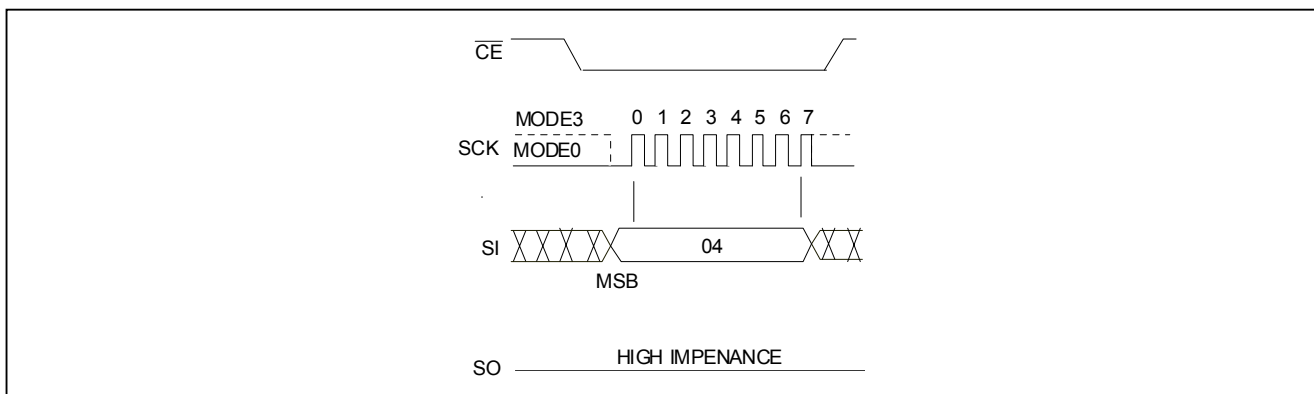 CE
MODE3 0 1 2 3 4 5 6 7
SCK MODE0
SI 04
MSB
HIGH IMPENANCE
SO